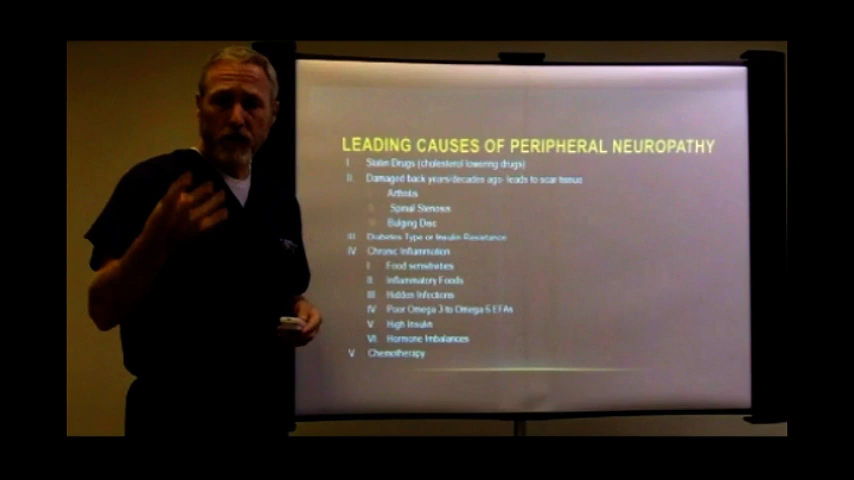 LEADING CAUSES OF PERIPHERAL NEUROPATHY
I. Statin Drugs (cholesterol lowering drugs)
II. Damaged back years/decades ago- leads to scar tissue
Arthritis
Spinal Stenosis
Bulging Disc
III Diabetes Type or Insulin Resistance
IV Chronic Inflammation
I Food sensitivities
II Inflammatory Foods
III Hidden Infections
IV Poor Omega 3 to Omega 6 EFAs
V High Insulin
VI. Hormone Imbalances
V Chemotherapy